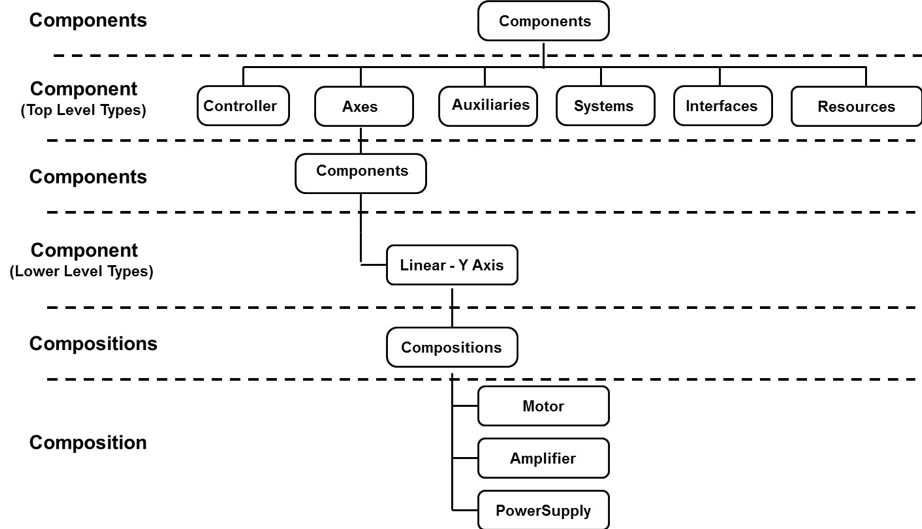 Components
Components
Component
(Top Level Types)
Controller
Axes
Auxiliaries
Systems
Interfaces
Resources
Components
Components
Component
(Lower Level Types)
Linear - Y Axis
Compositions
Compositions
Composition
Motor
Amplifier
PowerSupply